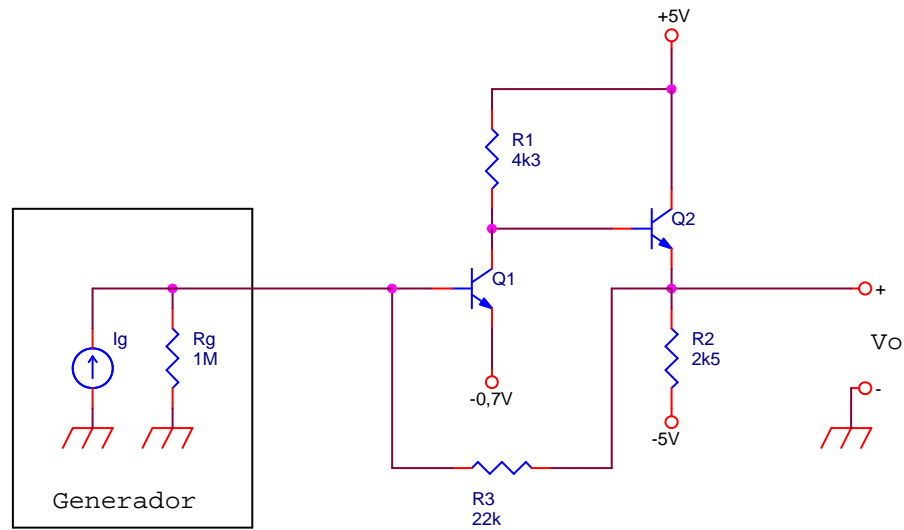 +5V
R1
4k3
Q2
Q1
Ig
Rg
1M
+
R2
2k5
Vo
-
-0,7V
-5V
Generador
R3
22k